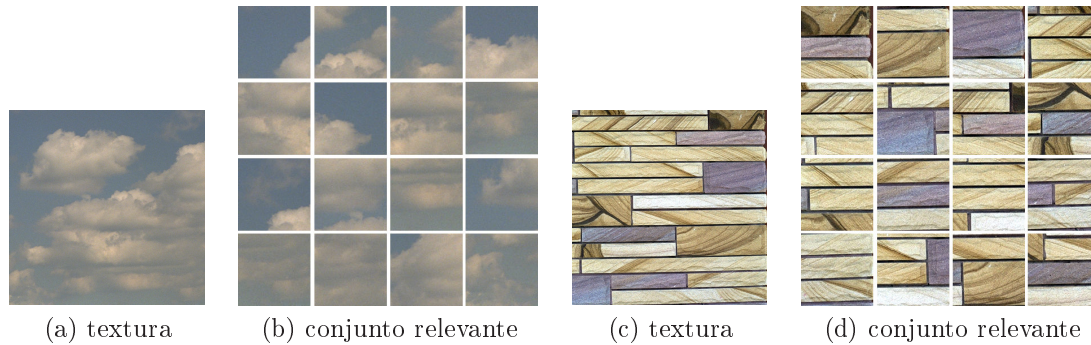 (a) textura
(b) conjunto relevante
(c) textura
(d) conjunto relevante